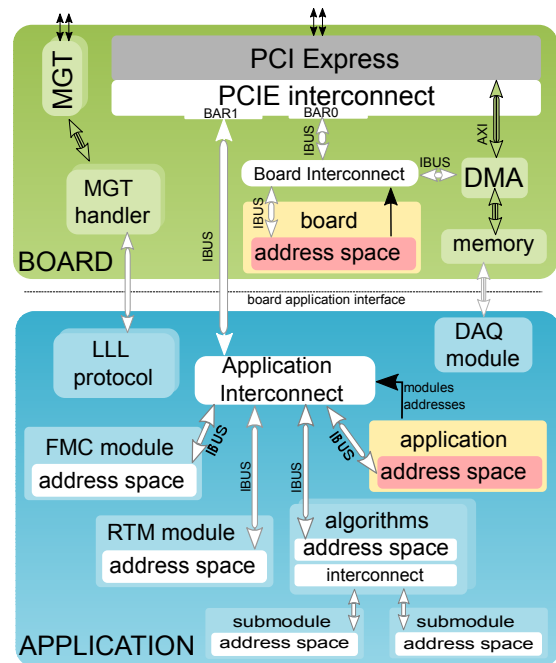 PCI Express
MGT
PCIE interconnect
BAR1
BAR0
IBUS
AXI
Board Interconnect
IBUS
DMA
MGT
handler
IBUS
board
address space
memory
IBUS
BOARD
board application interface
LLL
protocol
DAQ
module
Application
Interconnect
modules
addresses
FMC module
address space
IBUS
IBUS
IBUS
IBUS
application
address space
RTM module
address space
algorithms
address space
interconnect
submodule
address space
submodule
address space
APPLICATION